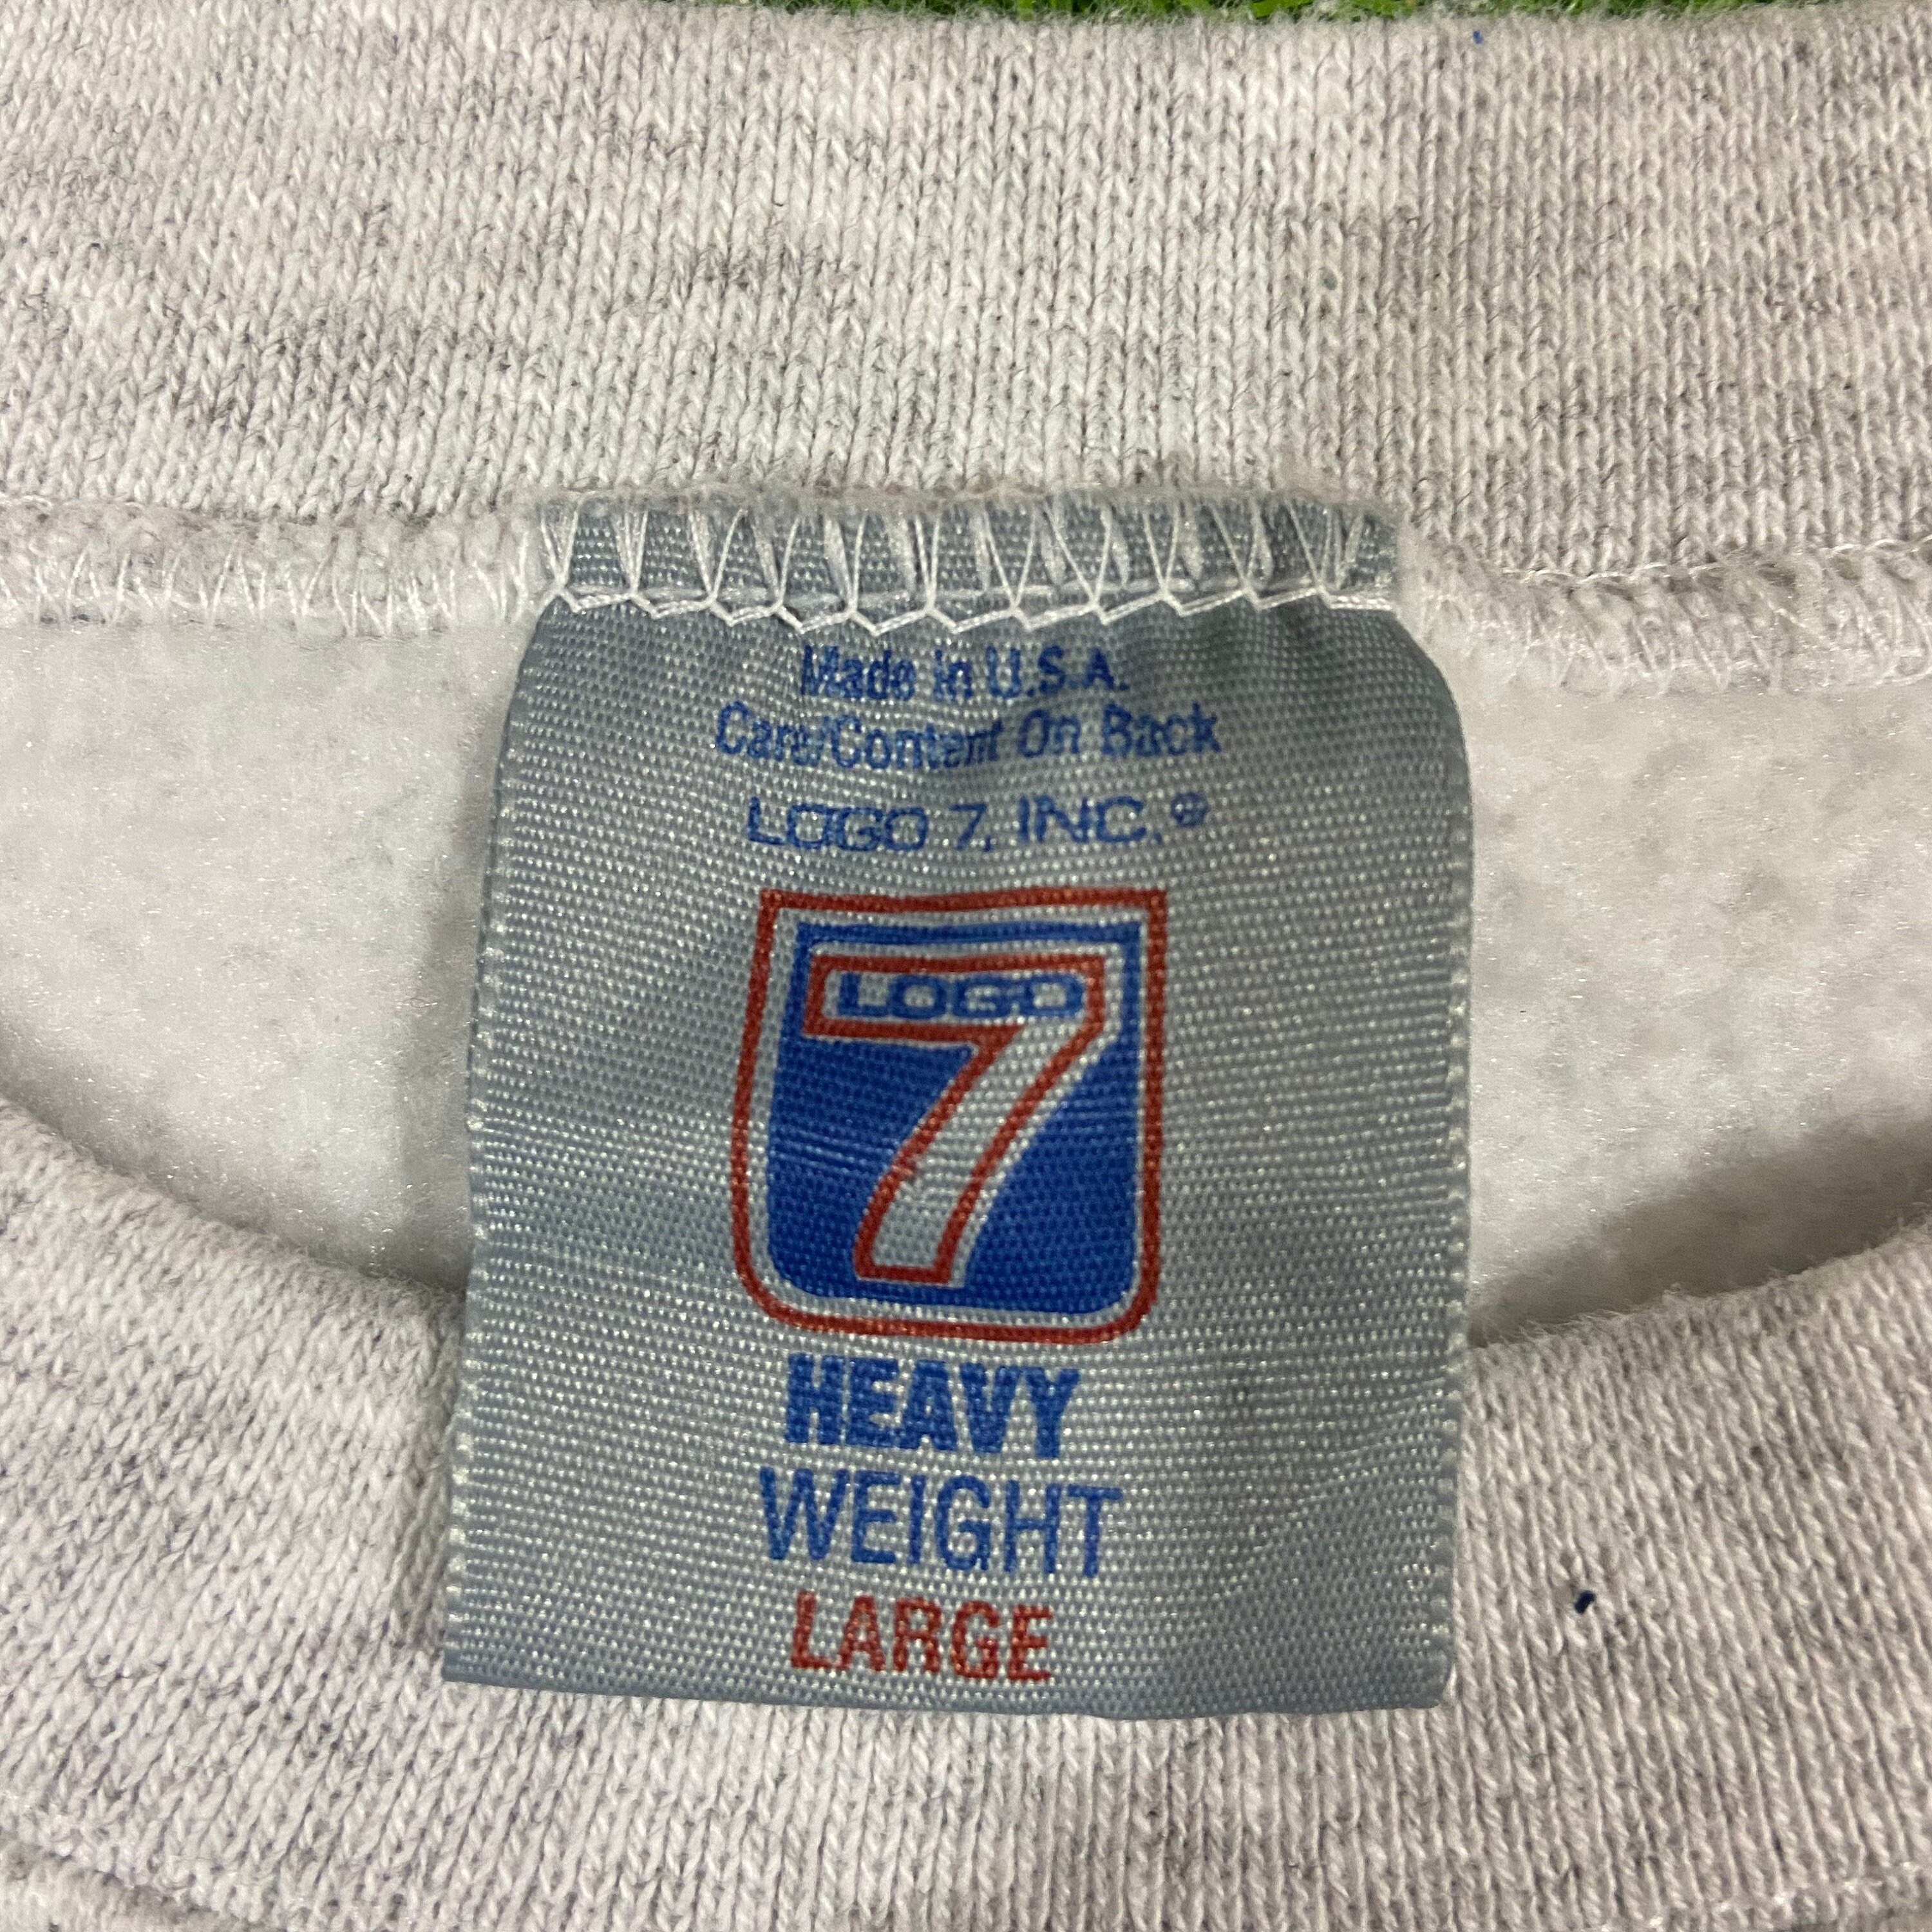 Made in U.S.A.
Care/Content On Back
LOGO 7, INC.®
LOGO
7
HEAVY
WEIGHT
LARGE